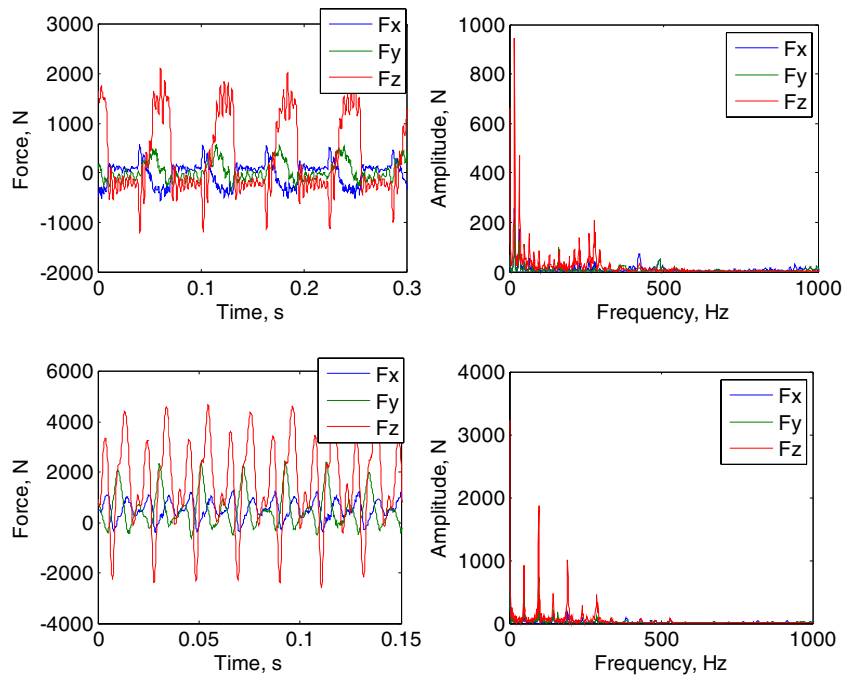 3000
2000
1000
0
-1000
-2000
Force, N
0
0.1
0.2
0.3
Time, s
Fx
Fy
Fz
1000
800
600
400
200
0
Amplitude, N
0
500
1000
Frequency, Hz
Fx
Fy
Fz
6000
4000
2000
0
-2000
-4000
Force, N
0
0.05
0.1
0.15
Time, s
Fx
Fy
Fz
4000
3000
2000
1000
0
Amplitude, N
0
500
1000
Frequency, Hz
Fx
Fy
Fz